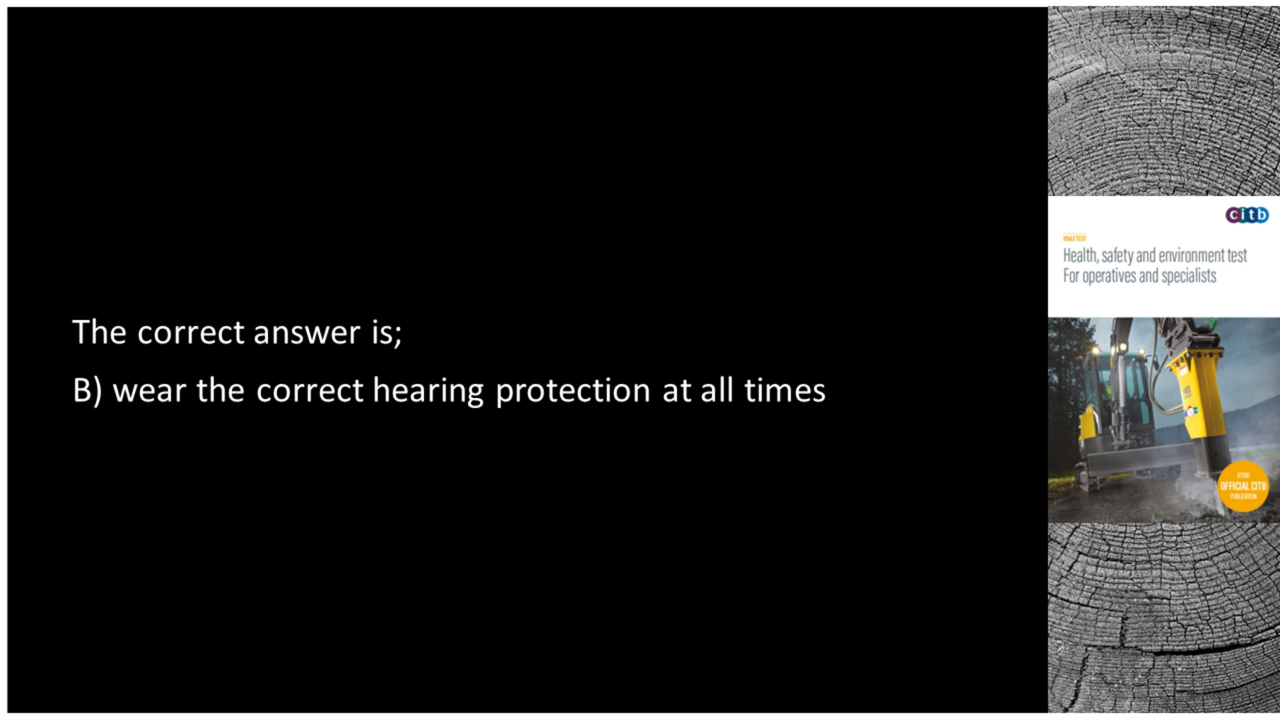 The correct answer is;
B) wear the correct hearing protection at all times
citb
Health, safety and environment test
For operatives and specialists
OFFICIAL CITB
PUBLICATION